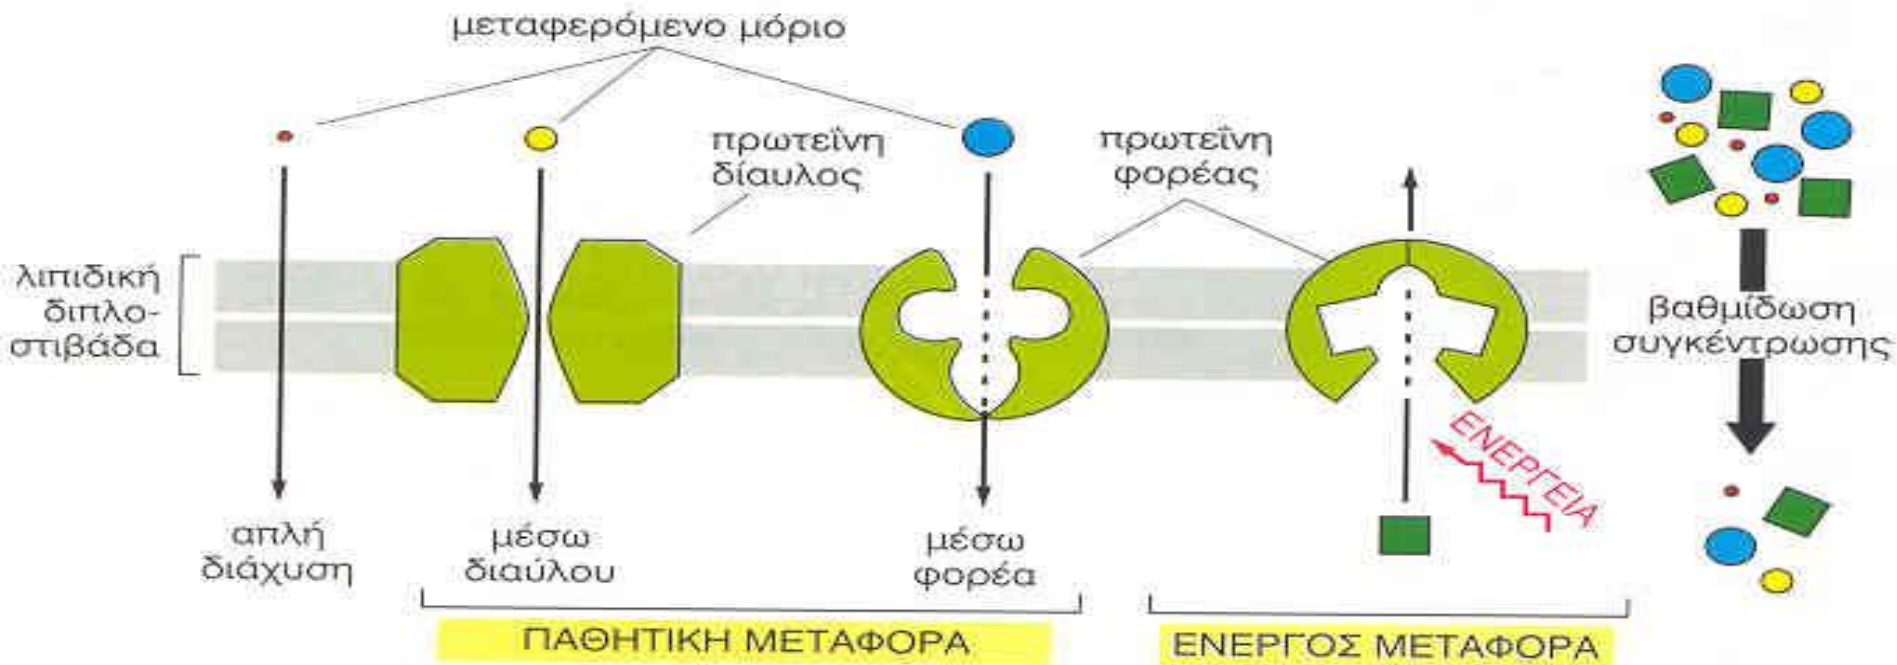 μεταφερόμενο μόριο
πρωτεΐνη
δίαυλος
πρωτεΐνη
φορέας
λιπιδική
διπλο-
στιβάδα
βαθμίδωση
συγκέντρωσης
ΕΝΕΡΓΕΙΑ
απλή
διάχυση
μέσω
διαύλου
μέσω
φορέα
ΠΑΘΗΤΙΚΗ ΜΕΤΑΦΟΡΑ
ΕΝΕΡΓΟΣ ΜΕΤΑΦΟΡΑ